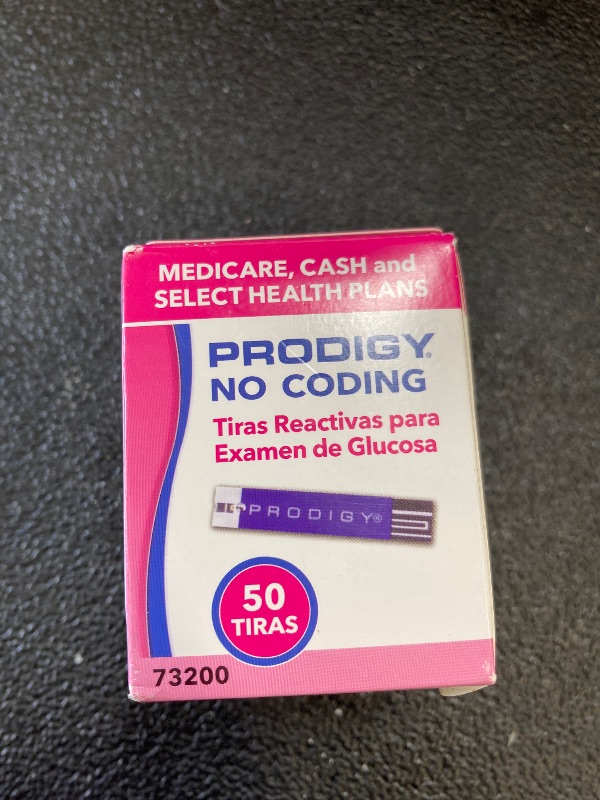 MEDICARE, CASH and
SELECT HEALTH PLANS
PRODIGY®
NO CODING
Tiras Reactivas para
Examen de Glucosa
PRODIGY®
50
TIRAS
73200